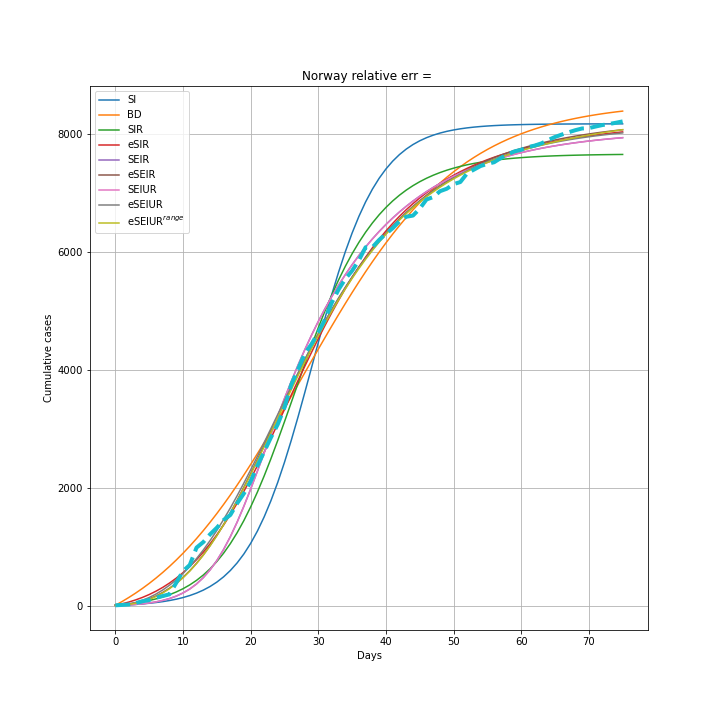 Norway relative err =
SI
BD
SIR
eSIR
SEIR
eSEIR
SEIUR
eSEIUR
eSEIUR^range
Cumulative cases
8000
6000
4000
2000
0
0 10 20 30 40 50 60 70
Days